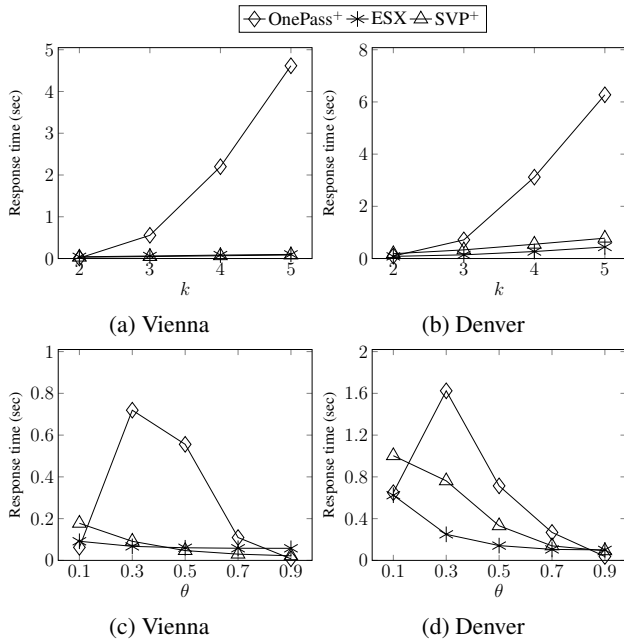 OnePass+ ESX SVP+
Response time (sec)
5
4
3
2
1
0
2 3 4 5
k
(a) Vienna
Response time (sec)
8
6
4
2
0
2 3 4 5
k
(b) Denver
Response time (sec)
1
0.8
0.6
0.4
0.2
0
0.1 0.3 0.5 0.7 0.9
θ
(c) Vienna
Response time (sec)
2
1.6
1.2
0.8
0.4
0
0.1 0.3 0.5 0.7 0.9
θ
(d) Denver